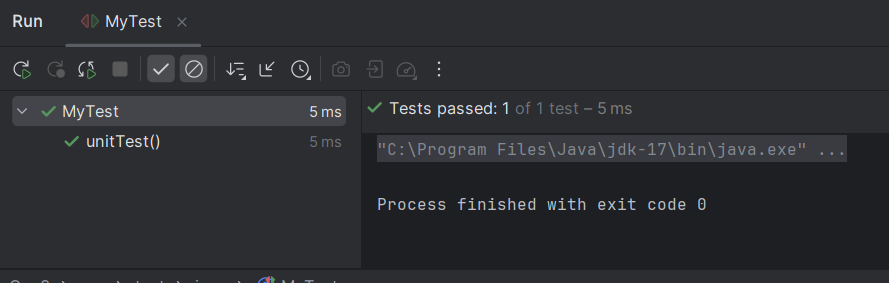 Run MyTest
MyTest 5 ms
unitTest() 5 ms
Tests passed: 1 of 1 test – 5 ms
"C:\Program Files\Java\jdk-17\bin\java.exe" ...
Process finished with exit code 0